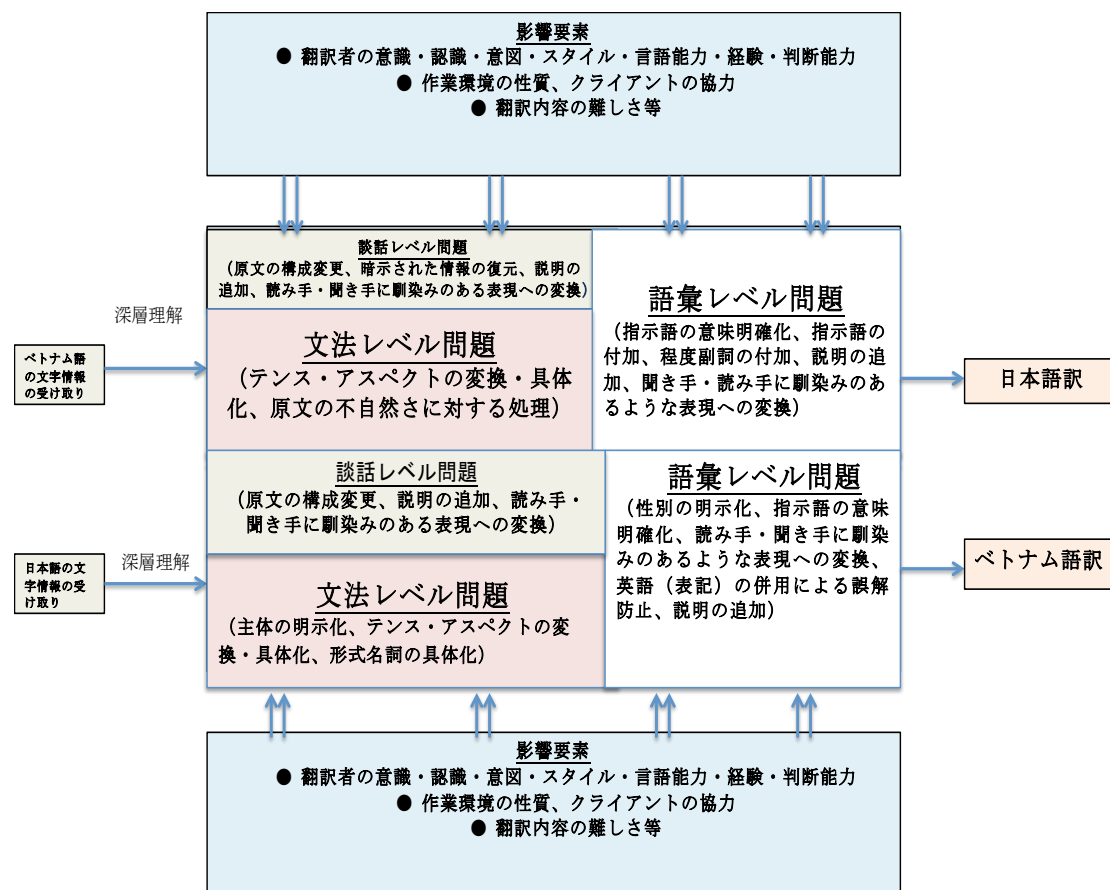 影響要素
● 翻訳者の意識・認識・意図・スタイル・言語能力・経験・判断能力
● 作業環境の性質、クライアントの協力
● 翻訳内容の難しさ等
談話レベル問題
（原文の構成変更、暗示された情報の復元、説明の
追加、読み手・聞き手に馴染みのある表現への変換）
深層理解
ベトナム語
の文字情報
の受け取り
文法レベル問題
（テンス・アスペクトの変換・具体
化、原文の不自然さに対する処理）
語彙レベル問題
（指示語の意味明確化、指示語の
付加、程度副詞の付加、説明の追
加、聞き手・読み手に馴染みのあ
るような表現への変換）
日本語訳
談話レベル問題
（原文の構成変更、説明の追加、読み手・
聞き手に馴染みのある表現への変換）
深層理解
日本語の文
字情報の受
け取り
文法レベル問題
（主体の明示化、テンス・アスペクトの変
換・具体化、形式名詞の具体化）
語彙レベル問題
（性別の明示化、指示語の意味
明確化、読み手・聞き手に馴染
みのあるような表現への変換、
英語（表記）の併用による誤解
防止、説明の追加）
ベトナム語訳
影響要素
● 翻訳者の意識・認識・意図・スタイル・言語能力・経験・判断能力
● 作業環境の性質、クライアントの協力
● 翻訳内容の難しさ等